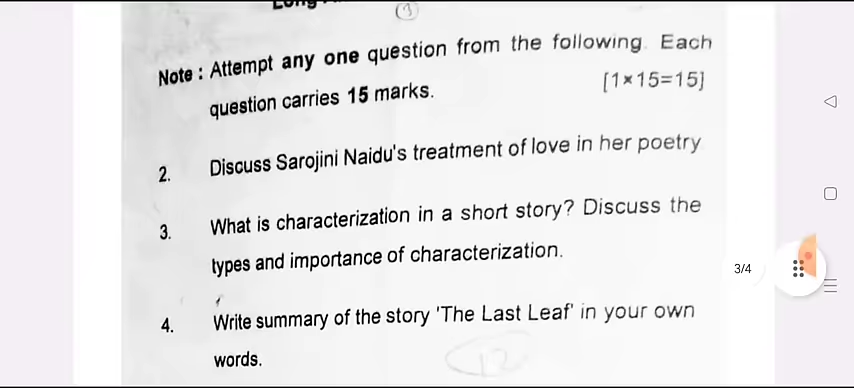 Long
(3)
Note : Attempt any one question from the following. Each
question carries 15 marks. [1×15=15]
2. Discuss Sarojini Naidu's treatment of love in her poetry
3. What is characterization in a short story? Discuss the
types and importance of characterization.
3/4
4. Write summary of the story 'The Last Leaf' in your own
words.